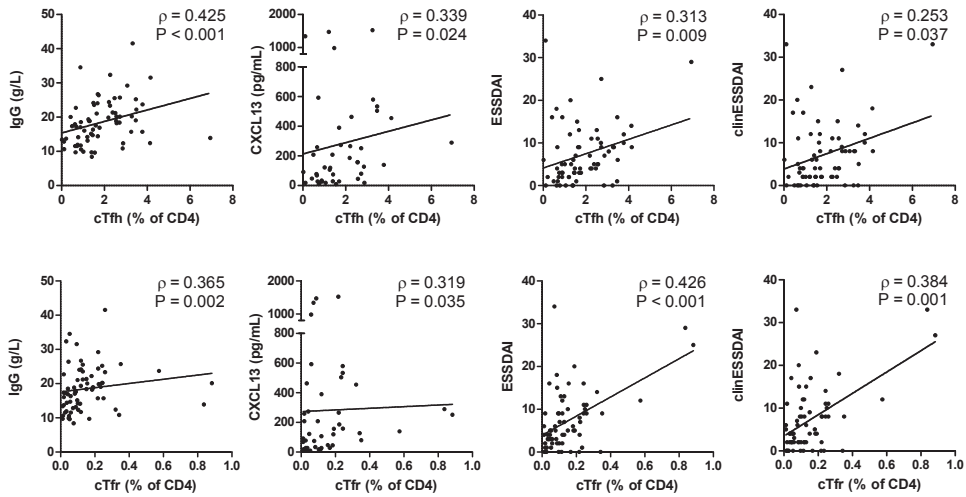 ρ = 0.425
P < 0.001
IgG (g/L)
50
40
30
20
10
0
0 2 4 6 8
cTfh (% of CD4)
ρ = 0.339
P = 0.024
CXCL13 (pg/mL)
2000
1000
800
600
400
200
0
0 2 4 6 8
cTfh (% of CD4)
ρ = 0.313
P = 0.009
ESSDAI
40
30
20
10
0
0 2 4 6 8
cTfh (% of CD4)
ρ = 0.253
P = 0.037
clinESSDAI
40
30
20
10
0
0 2 4 6 8
cTfh (% of CD4)
ρ = 0.365
P = 0.002
IgG (g/L)
50
40
30
20
10
0
0.0 0.2 0.4 0.6 0.8 1.0
cTfr (% of CD4)
ρ = 0.319
P = 0.035
CXCL13 (pg/mL)
2000
1000
800
600
400
200
0
0.0 0.2 0.4 0.6 0.8 1.0
cTfr (% of CD4)
ρ = 0.426
P < 0.001
ESSDAI
40
30
20
10
0
0.0 0.2 0.4 0.6 0.8 1.0
cTfr (% of CD4)
ρ = 0.384
P = 0.001
clinESSDAI
40
30
20
10
0
0.0 0.2 0.4 0.6 0.8 1.0
cTfr (% of CD4)